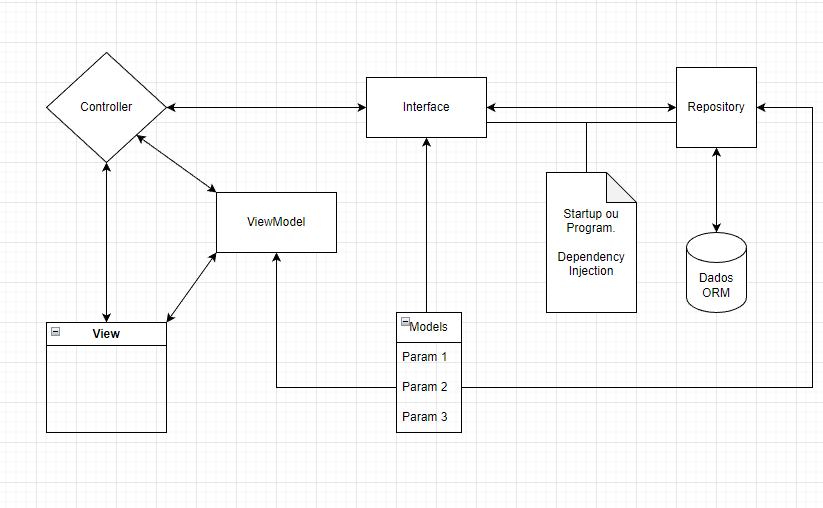 Controller
Interface
Repository
ViewModel
Startup ou
Program.
Dependency
Injection
Dados
ORM
View
Models
Param 1
Param 2
Param 3